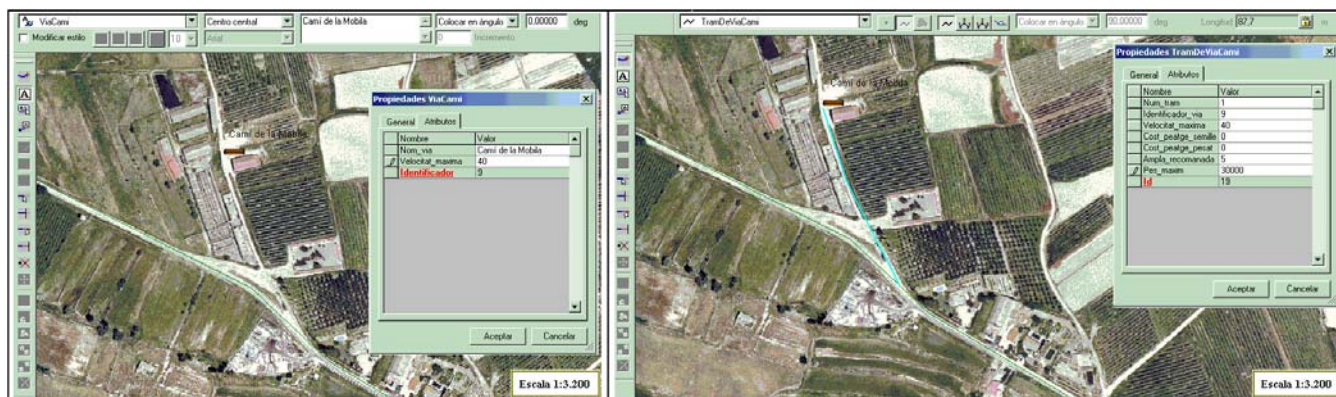 ViaCami
Centro central
Camí de la Mobila
Colocar en ángulo
0,00000
deg
Modificar estilo
10
Arial
0
Incremento
Camí de la Mobila
Propiedades ViaCami
General
Atributos
Nombre
Valor
Nom_via
Camí de la Mobila
Velocitat_maxima
40
Identificador
9
Aceptar
Cancelar
Escala 1:3.200
TramDeViaCami
Colocar en ángulo
90,00000
deg
Longitud
87,7
m
Camí de la Mobila
Propiedades TramDeViaCami
General
Atributos
Nombre
Valor
Num_tram
1
Identificador_via
9
Velocitat_maxima
40
Cost_peatge_semille
0
Cost_peatge_pesat
0
Ampla_recomanada
5
Pes_maxim
30000
Id
19
Aceptar
Cancelar
Escala 1:3.200